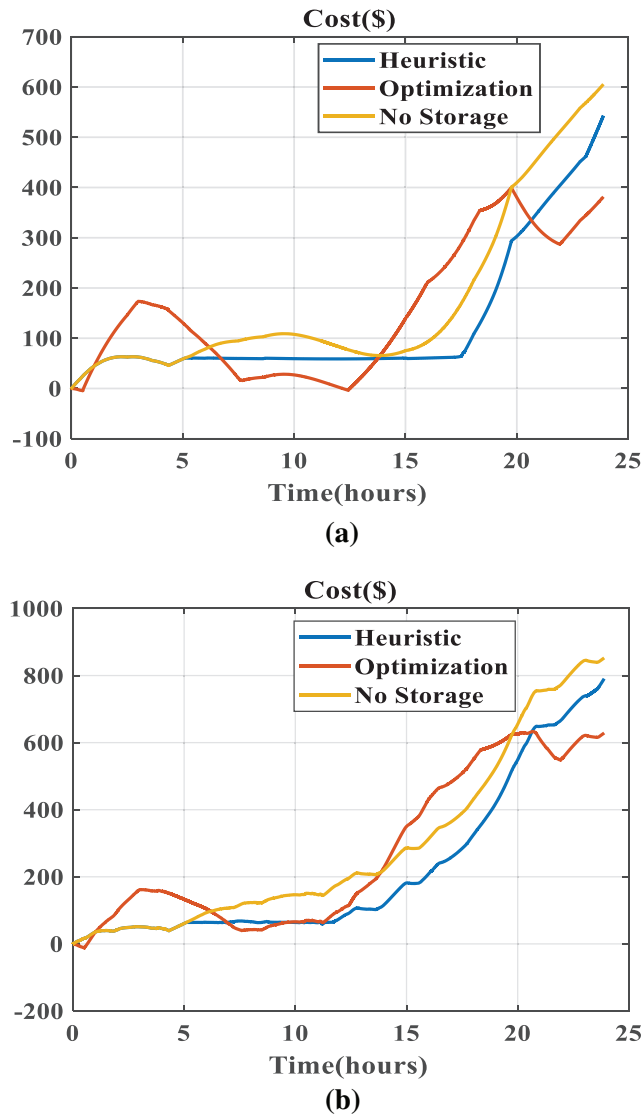 Cost($)
700
600
500
400
300
200
100
0
-100
Heuristic
Optimization
No Storage
0 5 10 15 20 25
Time(hours)
(a)
Cost($)
1000
800
600
400
200
0
-200
Heuristic
Optimization
No Storage
0 5 10 15 20 25
Time(hours)
(b)